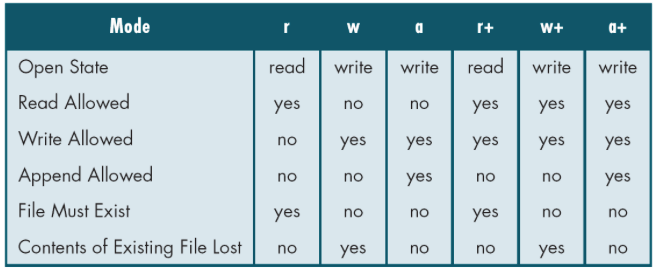 Mode r w a r+ w+ a+
Open State read write write read write write
Read Allowed yes no no yes yes yes
Write Allowed no yes yes yes yes yes
Append Allowed no no yes no no yes
File Must Exist yes no no yes no no
Contents of Existing File Lost no yes no no yes no